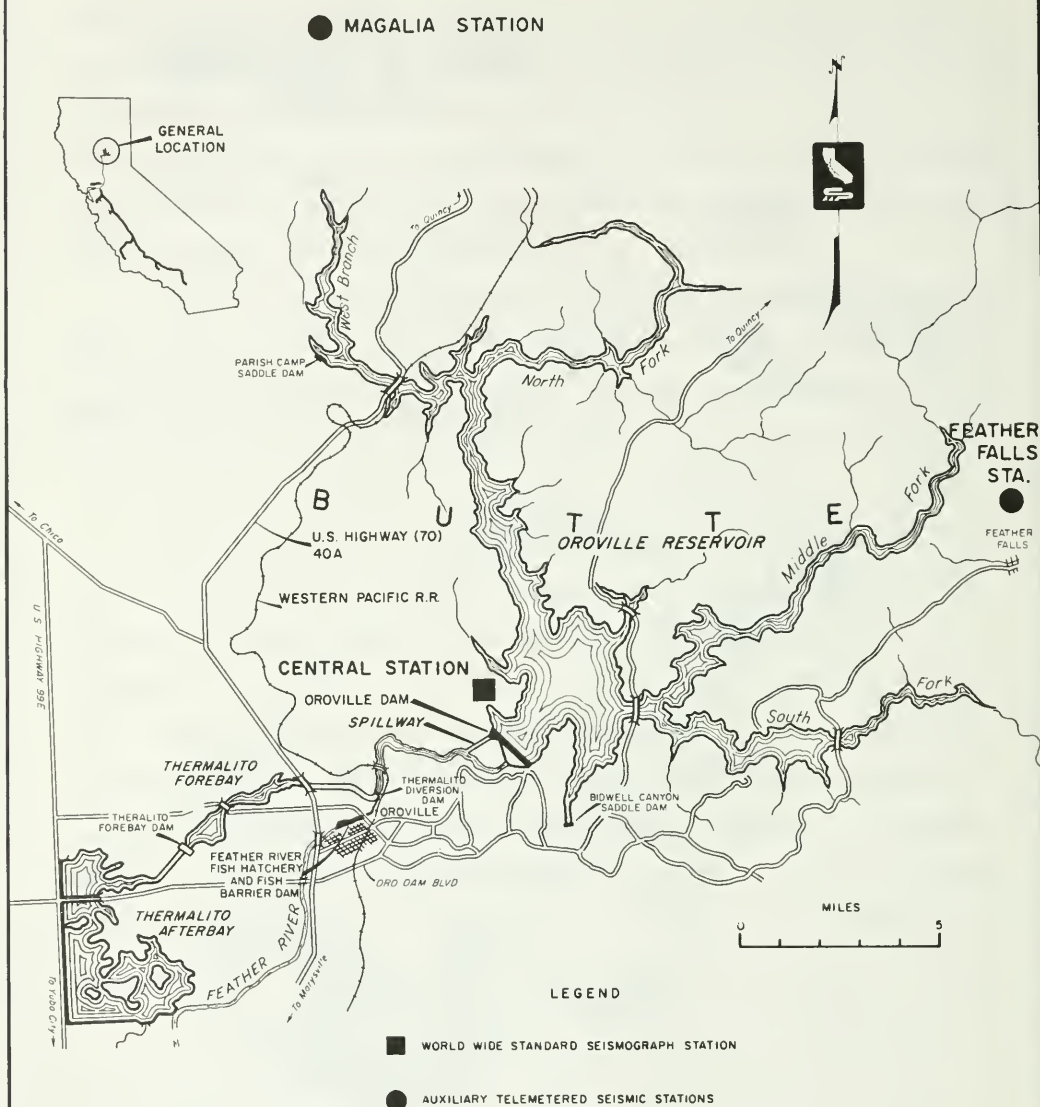 MAGALIA STATION
GENERAL
LOCATION
N
To Quincy
West Branch
PARISH CAMP
SADDLE DAM
To Quincy
North Fork
FEATHER
FALLS
STA.
FEATHER
FALLS
B U T T E
To Chico
U.S. HIGHWAY (70)
40A
OROVILLE RESERVOIR
Middle Fork
WESTERN PACIFIC R.R.
U S HIGHWAY 99E
CENTRAL STATION
OROVILLE DAM
SPILLWAY
South Fork
THERMALITO
FOREBAY
THERMALITO
DIVERSION
DAM
OROVILLE
BIDWELL CANYON
SADDLE DAM
THERALITO
FOREBAY DAM
FEATHER RIVER
FISH HATCHERY
AND FISH
BARRIER DAM
ORO DAM BLVD
THERMALITO
AFTERBAY
FEATHER RIVER
To Marysville
To Yuba City
MILES
0 5
LEGEND
WORLD WIDE STANDARD SEISMOGRAPH STATION
AUXILIARY TELEMETERED SEISMIC STATIONS